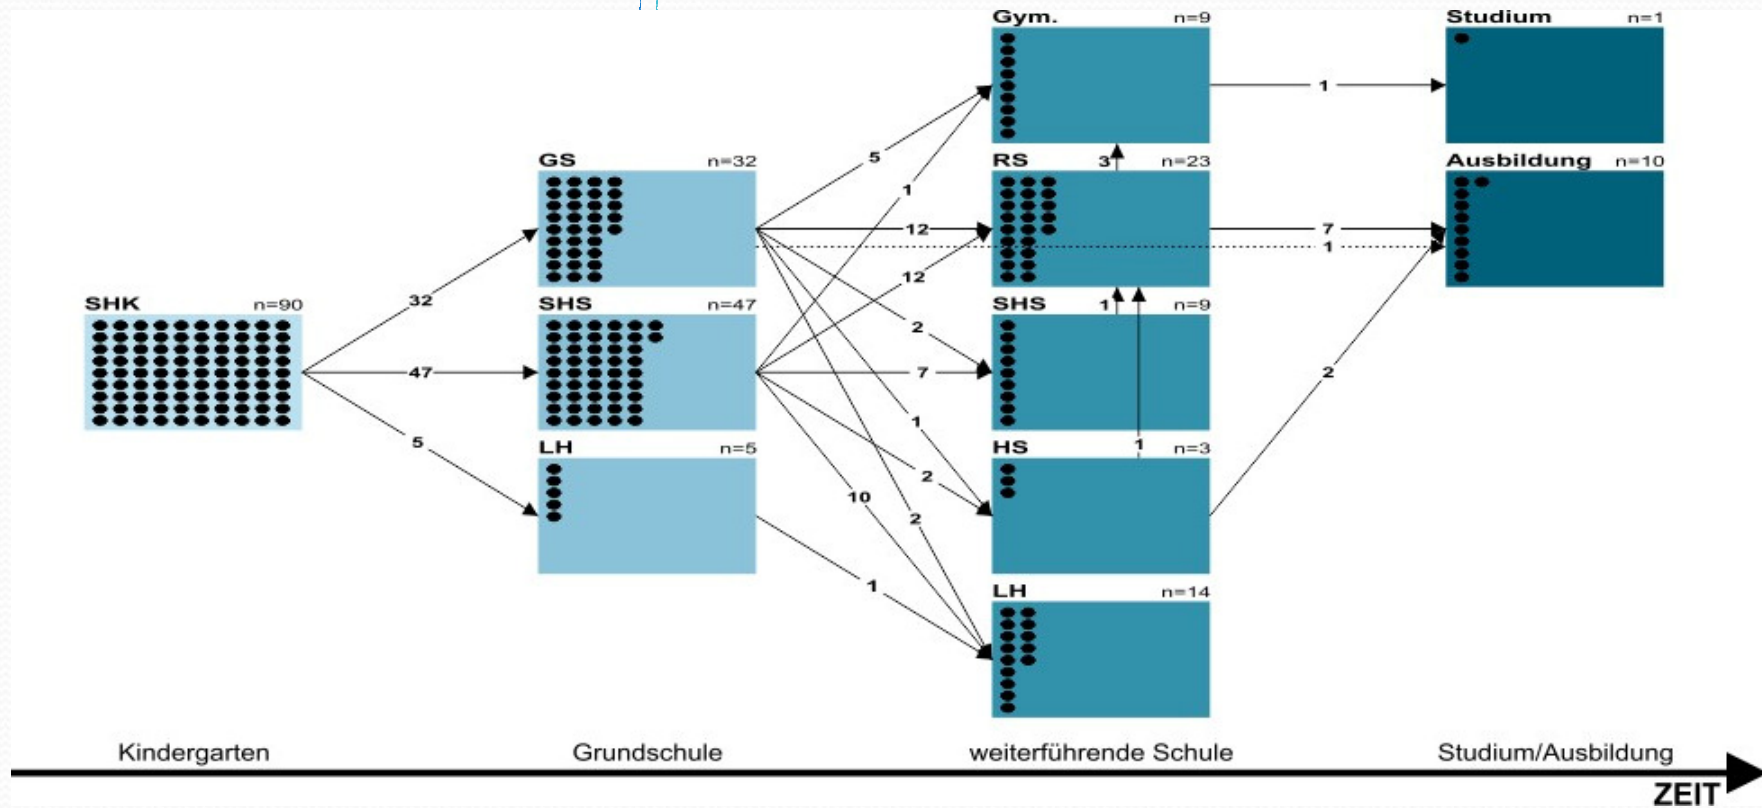 Gym. n=9
Studium n=1
5
1
1
GS n=32
RS 3 n=23
Ausbildung n=10
12
7
1
12
32
SHK n=90
SHS n=47
SHS 1 n=9
2
47
7
2
1
5
LH n=5
HS 1 n=3
2
10
2
1
LH n=14
Kindergarten Grundschule weiterführende Schule Studium/Ausbildung
ZEIT